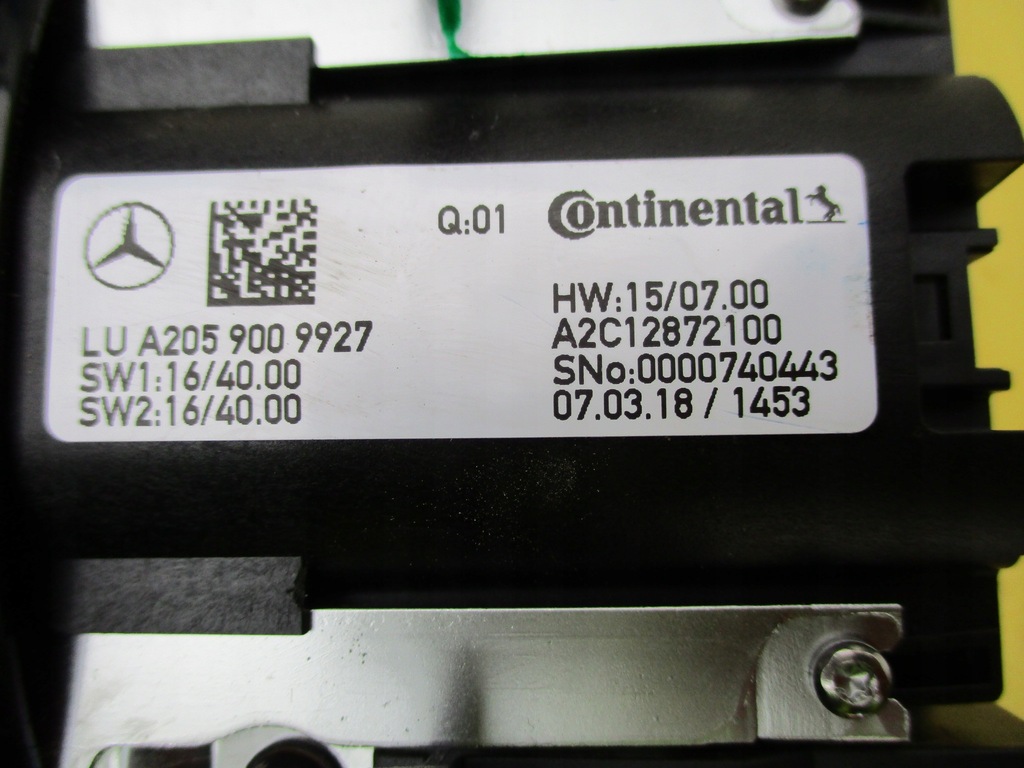 Q:01
Continental
LU A205 900 9927
SW1:16/40.00
SW2:16/40.00
HW:15/07.00
A2C12872100
SNo:0000740443
07.03.18 / 1453